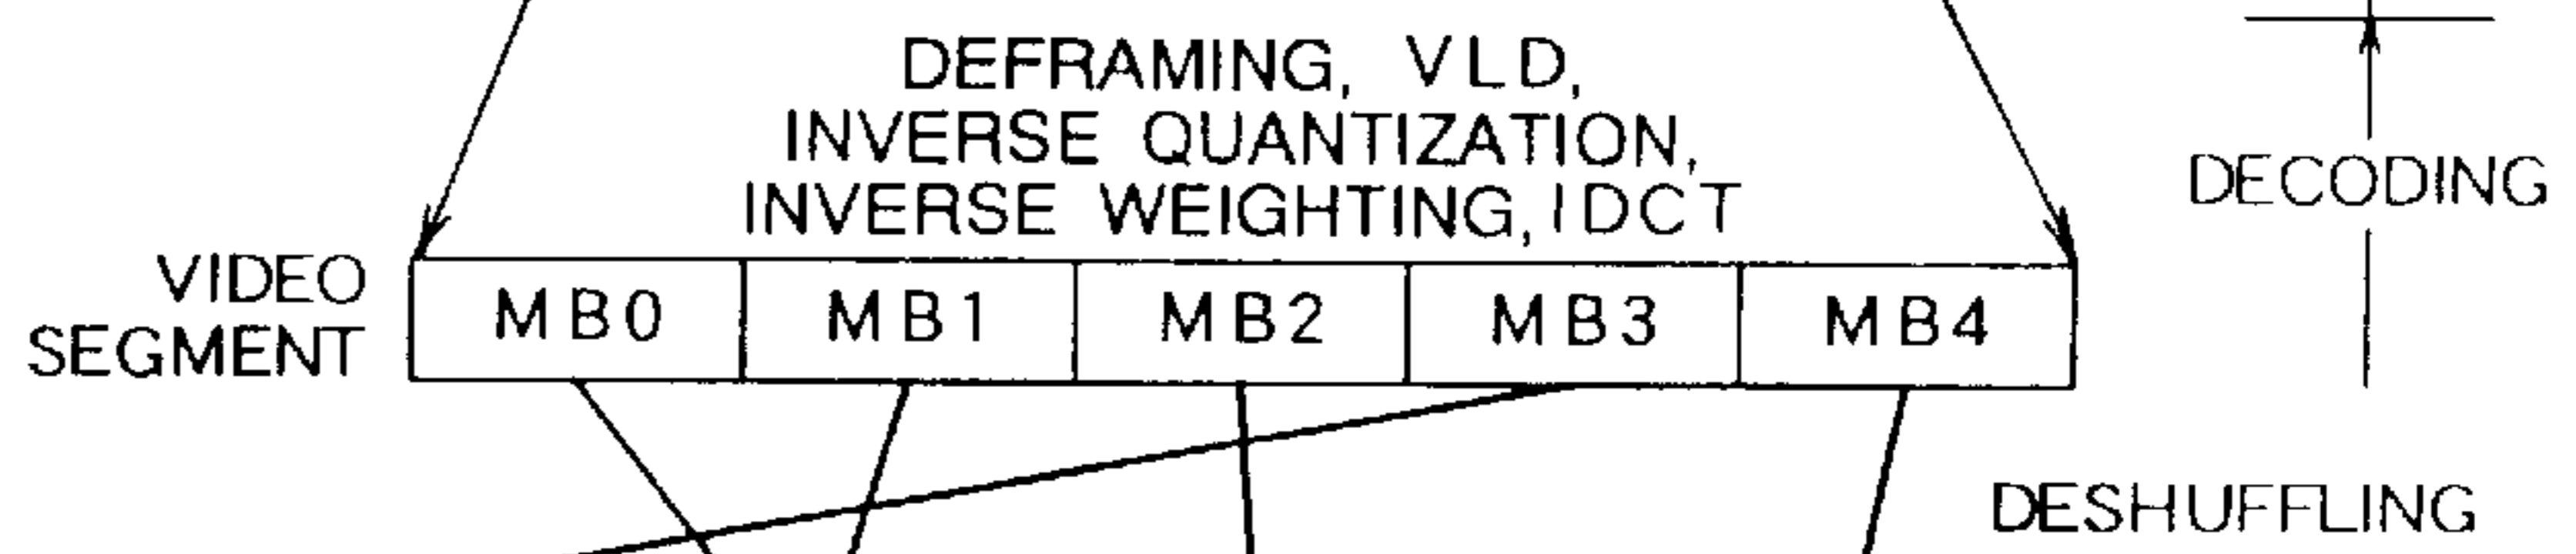 DEFRAMING, VLD,
INVERSE QUANTIZATION,
INVERSE WEIGHTING, IDCT
DECODING
VIDEO
SEGMENT
MB0 MB1 MB2 MB3 MB4
DESHUFFLING